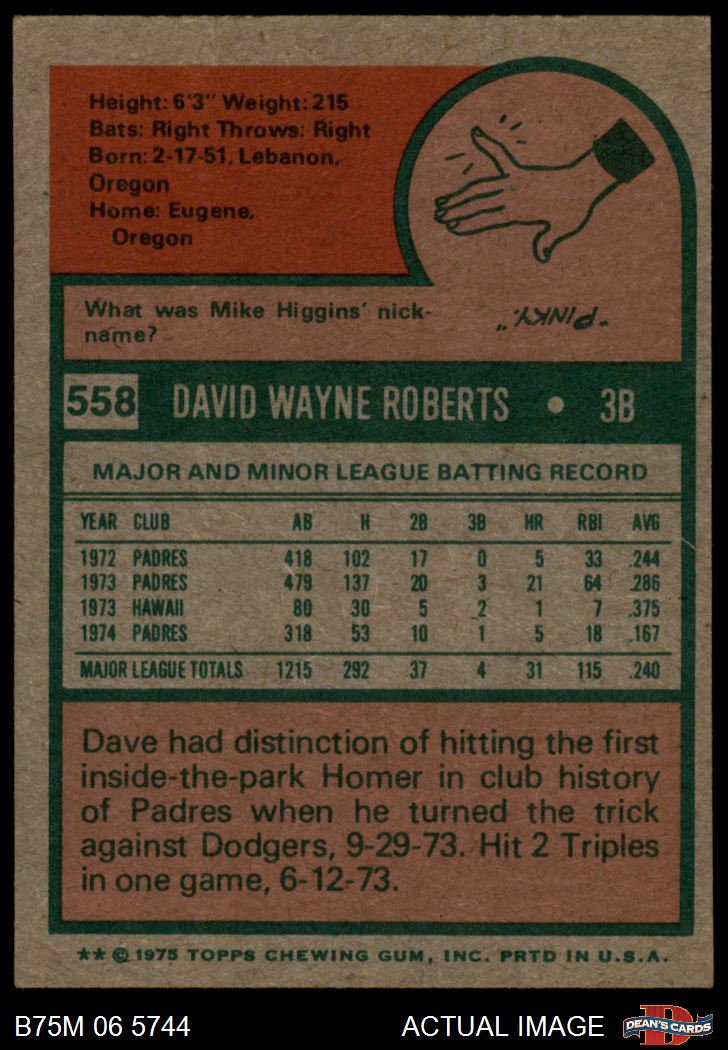 Height: 6'3" Weight: 215
Bats: Right Throws: Right
Born: 2-17-51, Lebanon,
Oregon
Home: Eugene,
Oregon
What was Mike Higgins' nick-
name?
"PINKY."
558 DAVID WAYNE ROBERTS • 3B
MAJOR AND MINOR LEAGUE BATTING RECORD
YEAR CLUB AB H 2B 3B HR RBI AVG
1972 PADRES 418 102 17 0 5 33 .244
1973 PADRES 479 137 20 3 21 64 .286
1973 HAWAII 80 30 5 2 1 7 .375
1974 PADRES 318 53 10 1 5 18 .167
MAJOR LEAGUE TOTALS 1215 292 37 4 31 115 .240
Dave had distinction of hitting the first
inside-the-park Homer in club history
of Padres when he turned the trick
against Dodgers, 9-29-73. Hit 2 Triples
in one game, 6-12-73.
** © 1975 TOPPS CHEWING GUM, INC. PRTD IN U.S.A.
B75M 06 5744 ACTUAL IMAGE D DEAN'S CARDS